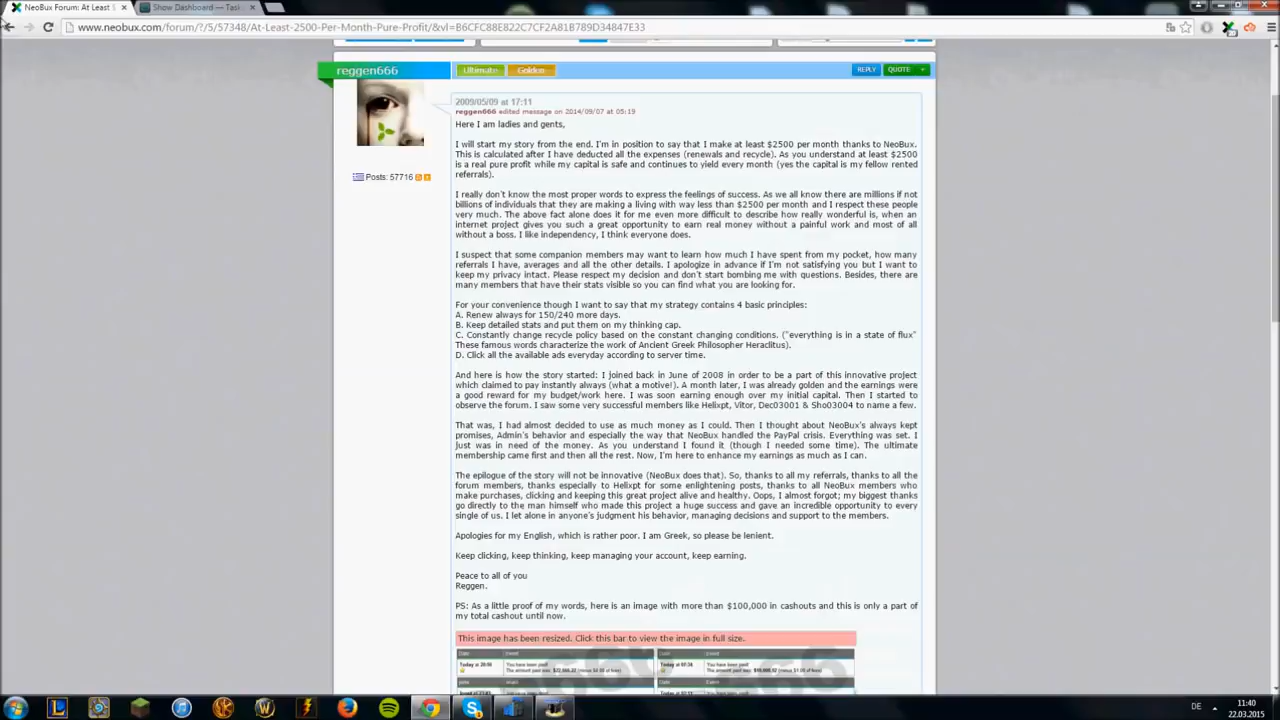 NeoBux Forum: At Least $
Show Dashboard — Task
www.neobux.com/forum/?/5/57348/At-Least-2500-Per-Month-Pure-Profit/&vl=B6CFC88E822C7CF2A81B789D34847E33
reggen666
Ultimate
Golden
REPLY
QUOTE
2009/05/09 at 17:11
reggen666 edited message on 2014/09/07 at 05:19
Posts: 57716
Here I am ladies and gents,
I will start my story from the end. I'm in position to say that I make at least $2500 per month thanks to NeoBux.
This is calculated after I have deducted all the expenses (renewals and recycle). As you understand at least $2500
is a real pure profit while my capital is safe and continues to yield every month (yes the capital is my fellow rented
referrals).
I really don't know the most proper words to express the feelings of success. As we all know there are millions if not
billions of individuals that they are making a living with way less than $2500 per month and I respect these people
very much. The above fact alone does it for me even more difficult to describe how really wonderful is, when an
internet project gives you such a great opportunity to earn real money without a painful work and most of all
without a boss. I like independency, I think everyone does.
I suspect that some companion members may want to learn how much I have spent from my pocket, how many
referrals I have, averages and all the other details. I apologize in advance if I'm not satisfying you but I want to
keep my privacy intact. Please respect my decision and don't start bombing me with questions. Besides, there are
many members that have their stats visible so you can find what you are looking for.
For your convenience though I want to say that my strategy contains 4 basic principles:
A. Renew always for 150/240 more days.
B. Keep detailed stats and put them on my thinking cap.
C. Constantly change recycle policy based on the constant changing conditions. ("everything is in a state of flux"
These famous words characterize the work of Ancient Greek Philosopher Heraclitus).
D. Click all the available ads everyday according to server time.
And here is how the story started: I joined back in June of 2008 in order to be a part of this innovative project
which claimed to pay instantly always (what a motive!). A month later, I was already golden and the earnings were
a good reward for my budget/work here. I was soon earning enough over my initial capital. Then I started to
observe the forum. I saw some very successful members like Helixpt, Vitor, Dec03001 & Sho03004 to name a few.
That was, I had almost decided to use as much money as I could. Then I thought about NeoBux's always kept
promises, Admin's behavior and especially the way that NeoBux handled the PayPal crisis. Everything was set. I
just was in need of the money. As you understand I found it (though I needed some time). The ultimate
membership came first and then all the rest. Now, I'm here to enhance my earnings as much as I can.
The epilogue of the story will not be innovative (NeoBux does that). So, thanks to all my referrals, thanks to all the
forum members, thanks especially to Helixpt for some enlightening posts, thanks to all NeoBux members who
make purchases, clicking and keeping this great project alive and healthy. Oops, I almost forgot; my biggest thanks
go directly to the man himself who made this project a huge success and gave an incredible opportunity to every
single of us. I let alone in anyone's judgment his behavior, managing decisions and support to the members.
Apologies for my English, which is rather poor. I am Greek, so please be lenient.
Keep clicking, keep thinking, keep managing your account, keep earning.
Peace to all of you
Reggen.
PS: As a little proof of my words, here is an image with more than $100,000 in cashouts and this is only a part of
my total cashout until now.
This image has been resized. Click this bar to view the image in full size.
You have been paid!
You have been paid!
DE
11:40
22.03.2015